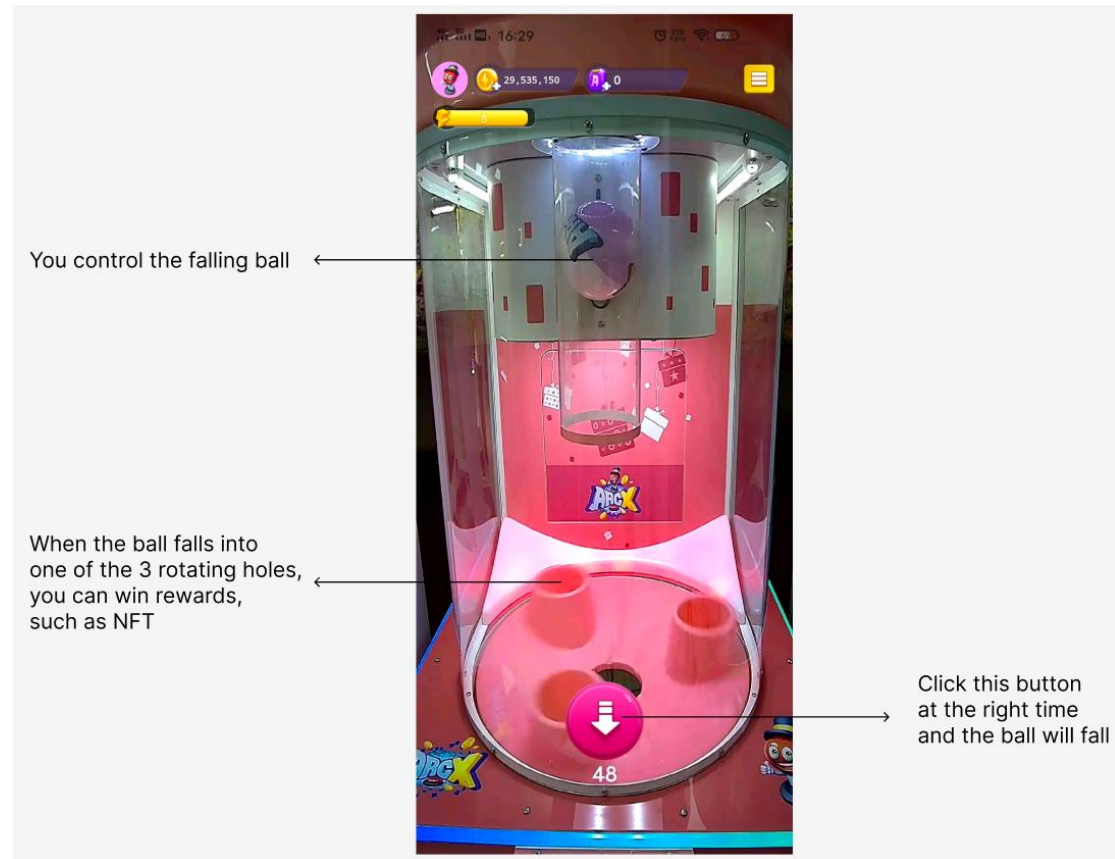 16:29
29,535,150
0
8
You control the falling ball
ARCX
When the ball falls into
one of the 3 rotating holes,
you can win rewards,
such as NFT
Click this button
at the right time
and the ball will fall
48
ARCX